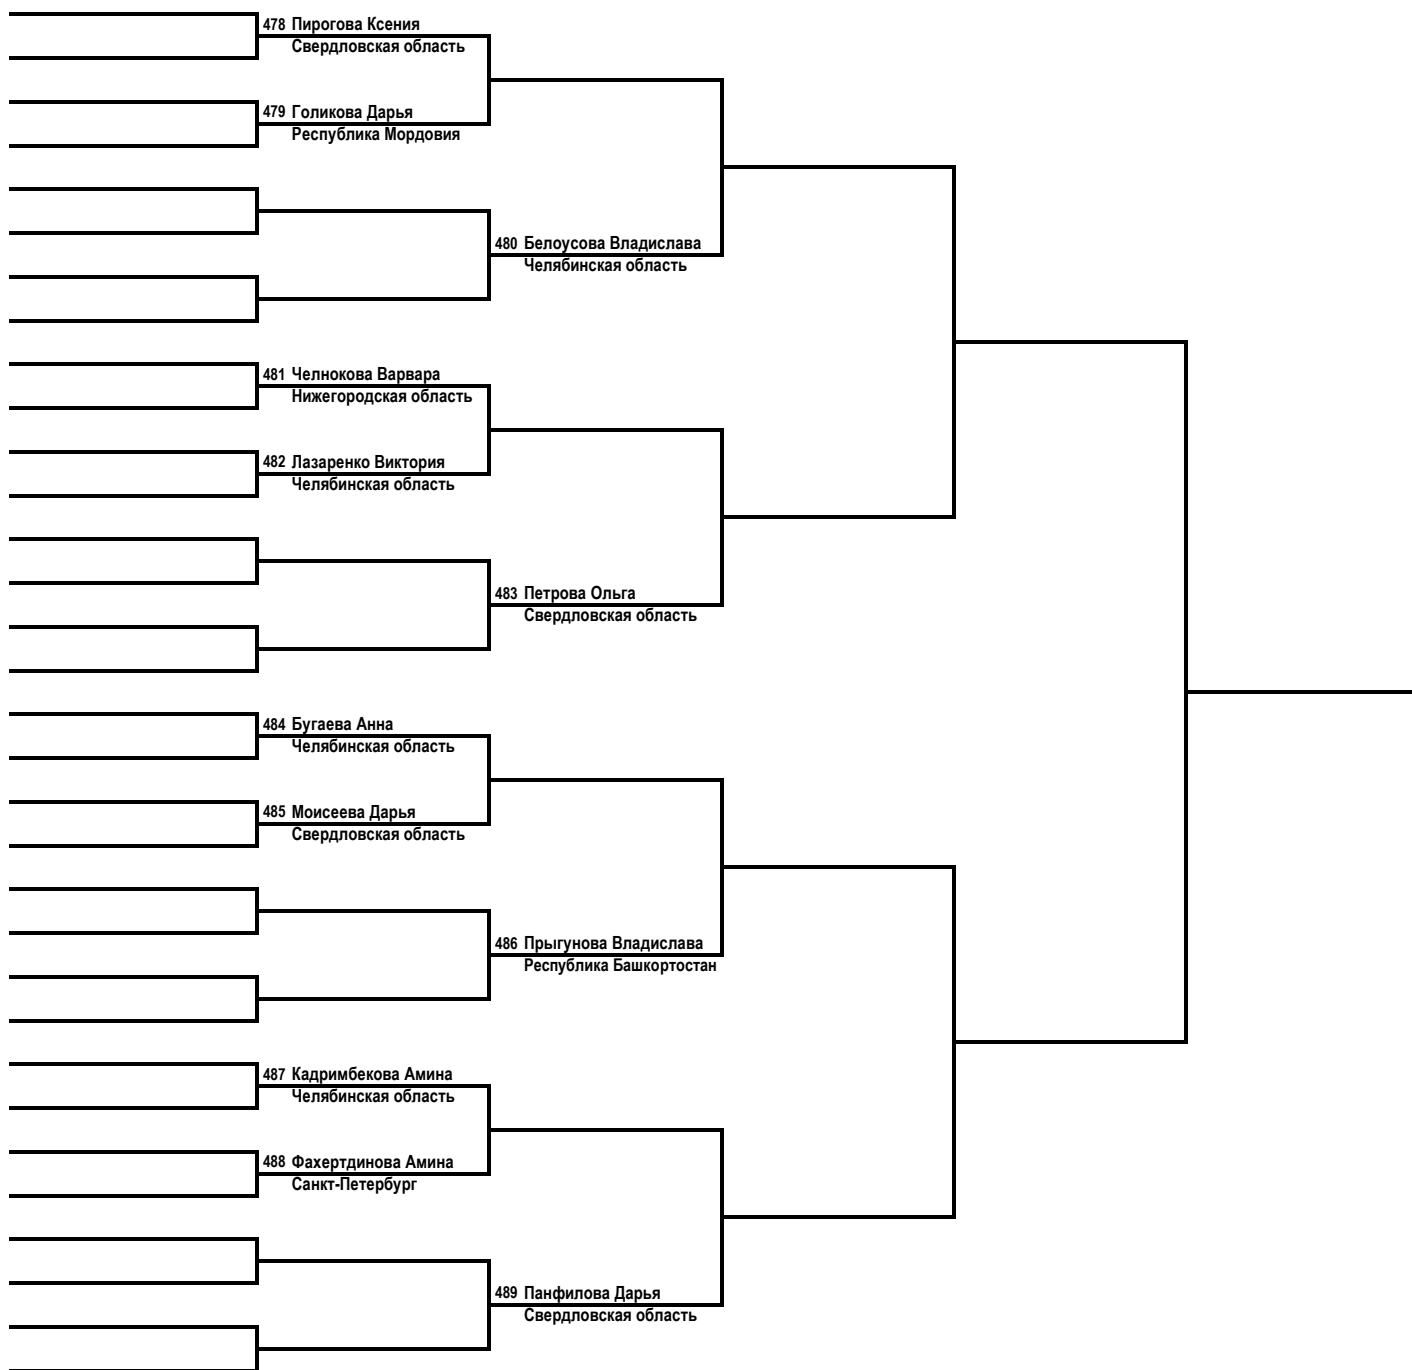 478 Пирогова Ксения
Свердловская область
479 Голикова Дарья
Республика Мордовия
480 Белоусова Владислава
Челябинская область
481 Челнокова Варвара
Нижегородская область
482 Лазаренко Виктория
Челябинская область
483 Петрова Ольга
Свердловская область
484 Бугаева Анна
Челябинская область
485 Моисеева Дарья
Свердловская область
486 Прыгунова Владислава
Республика Башкортостан
487 Кадримбекова Амина
Челябинская область
488 Фахертдинова Амина
Санкт-Петербург
489 Панфилова Дарья
Свердловская область